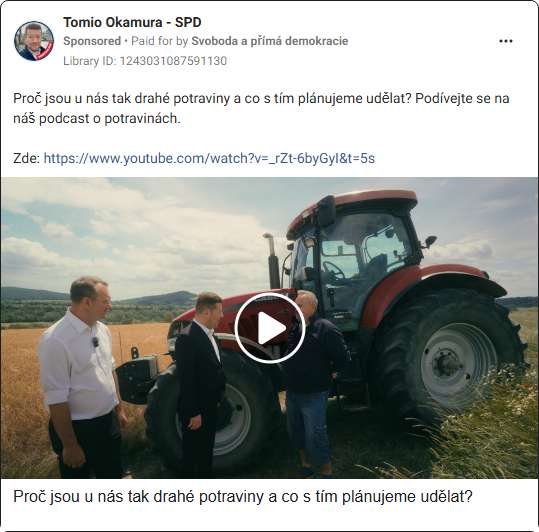 Tomio Okamura - SPD
Sponsored • Paid for by Svoboda a přímá demokracie
Library ID: 1243031087591130
Proč jsou u nás tak drahé potraviny a co s tím plánujeme udělat? Podívejte se na
náš podcast o potravinách.
Zde: https://www.youtube.com/watch?v=_rZt-6byGyI&t=5s
Proč jsou u nás tak drahé potraviny a co s tím plánujeme udělat?